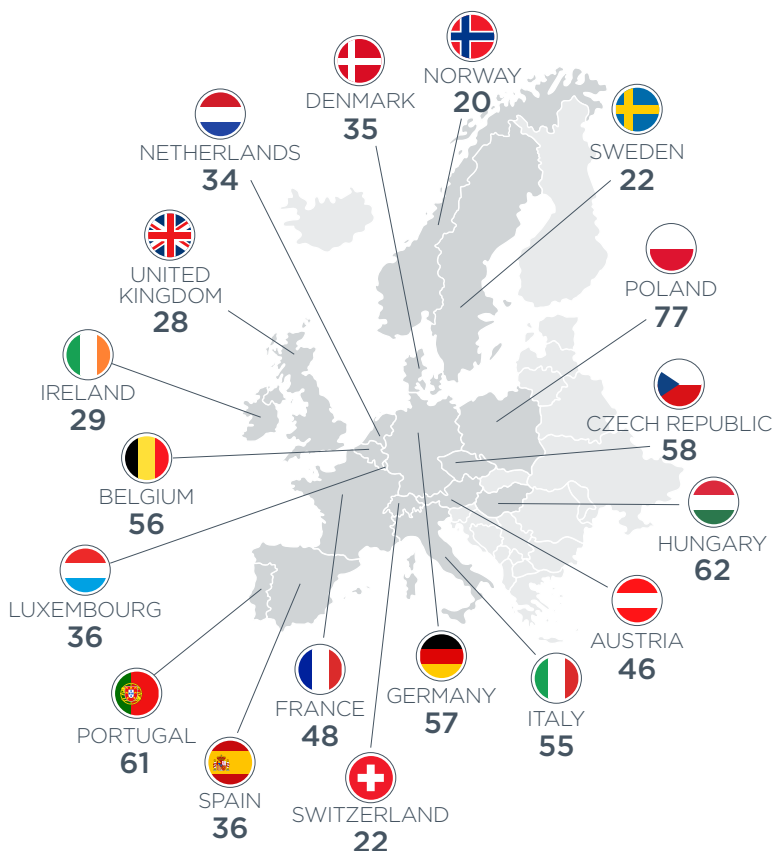 NORWAY
20
DENMARK
35
NETHERLANDS
34
SWEDEN
22
UNITED
KINGDOM
28
POLAND
77
IRELAND
29
CZECH REPUBLIC
58
BELGIUM
56
HUNGARY
62
LUXEMBOURG
36
AUSTRIA
46
PORTUGAL
61
FRANCE
48
GERMANY
57
ITALY
55
SPAIN
36
SWITZERLAND
22